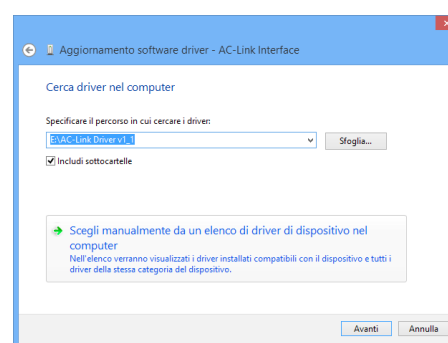 Aggiornamento software driver - AC-Link Interface
Cerca driver nel computer
Specificare il percorso in cui cercare i driver:
E:\AC-Link Driver v1_1
Sfoglia...
Includi sottocartelle
Scegli manualmente da un elenco di driver di dispositivo nel
computer
Nell'elenco verranno visualizzati i driver installati compatibili con il dispositivo e tutti i
driver della stessa categoria del dispositivo.
Avanti
Annulla